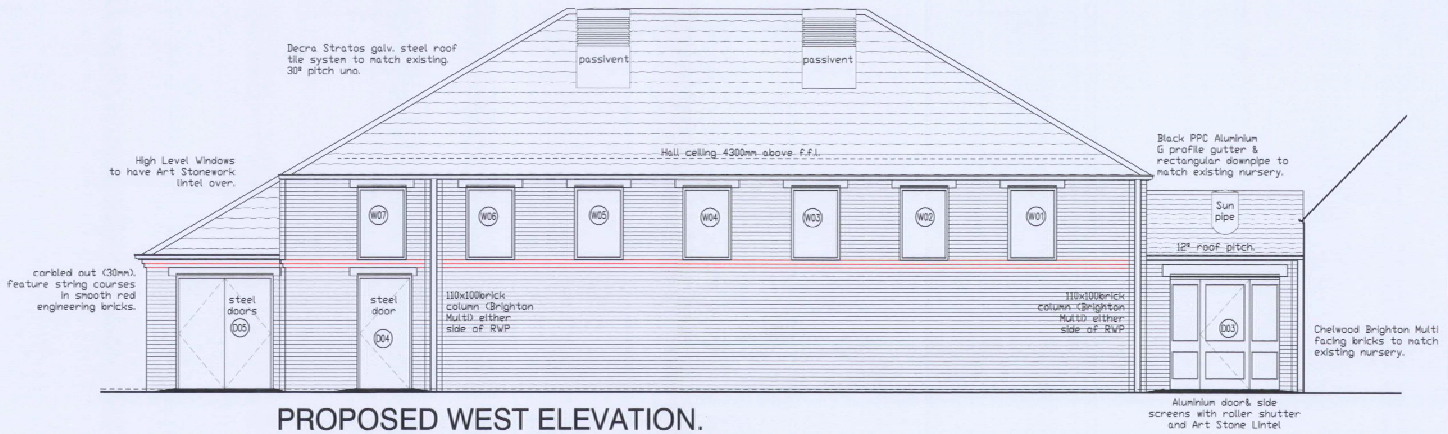 Decra Stratos galv. steel roof
tile system to match existing.
30° pitch uno.
passivent
passivent
High Level Windows
to have Art Stonework
lintel over.
Hall ceiling 4300mm above f.f.l.
Black PPC Aluminium
G profile gutter &
rectangular downpipe to
match existing nursery.
W07
W06
W05
W04
W03
W02
W01
Sun
pipe
12° roof pitch.
corbled out (30mm).
feature string courses
in smooth red
engineering bricks.
steel
doors
D05
steel
door
D04
110x100brick
column (Brighton
Multi) either
side of RWP
110x100brick
column (Brighton
Multi) either
side of RWP
D03
Chelwood Brighton Multi
facing bricks to match
existing nursery.
Aluminium door& side
screens with roller shutter
and Art Stone Lintel
PROPOSED WEST ELEVATION.